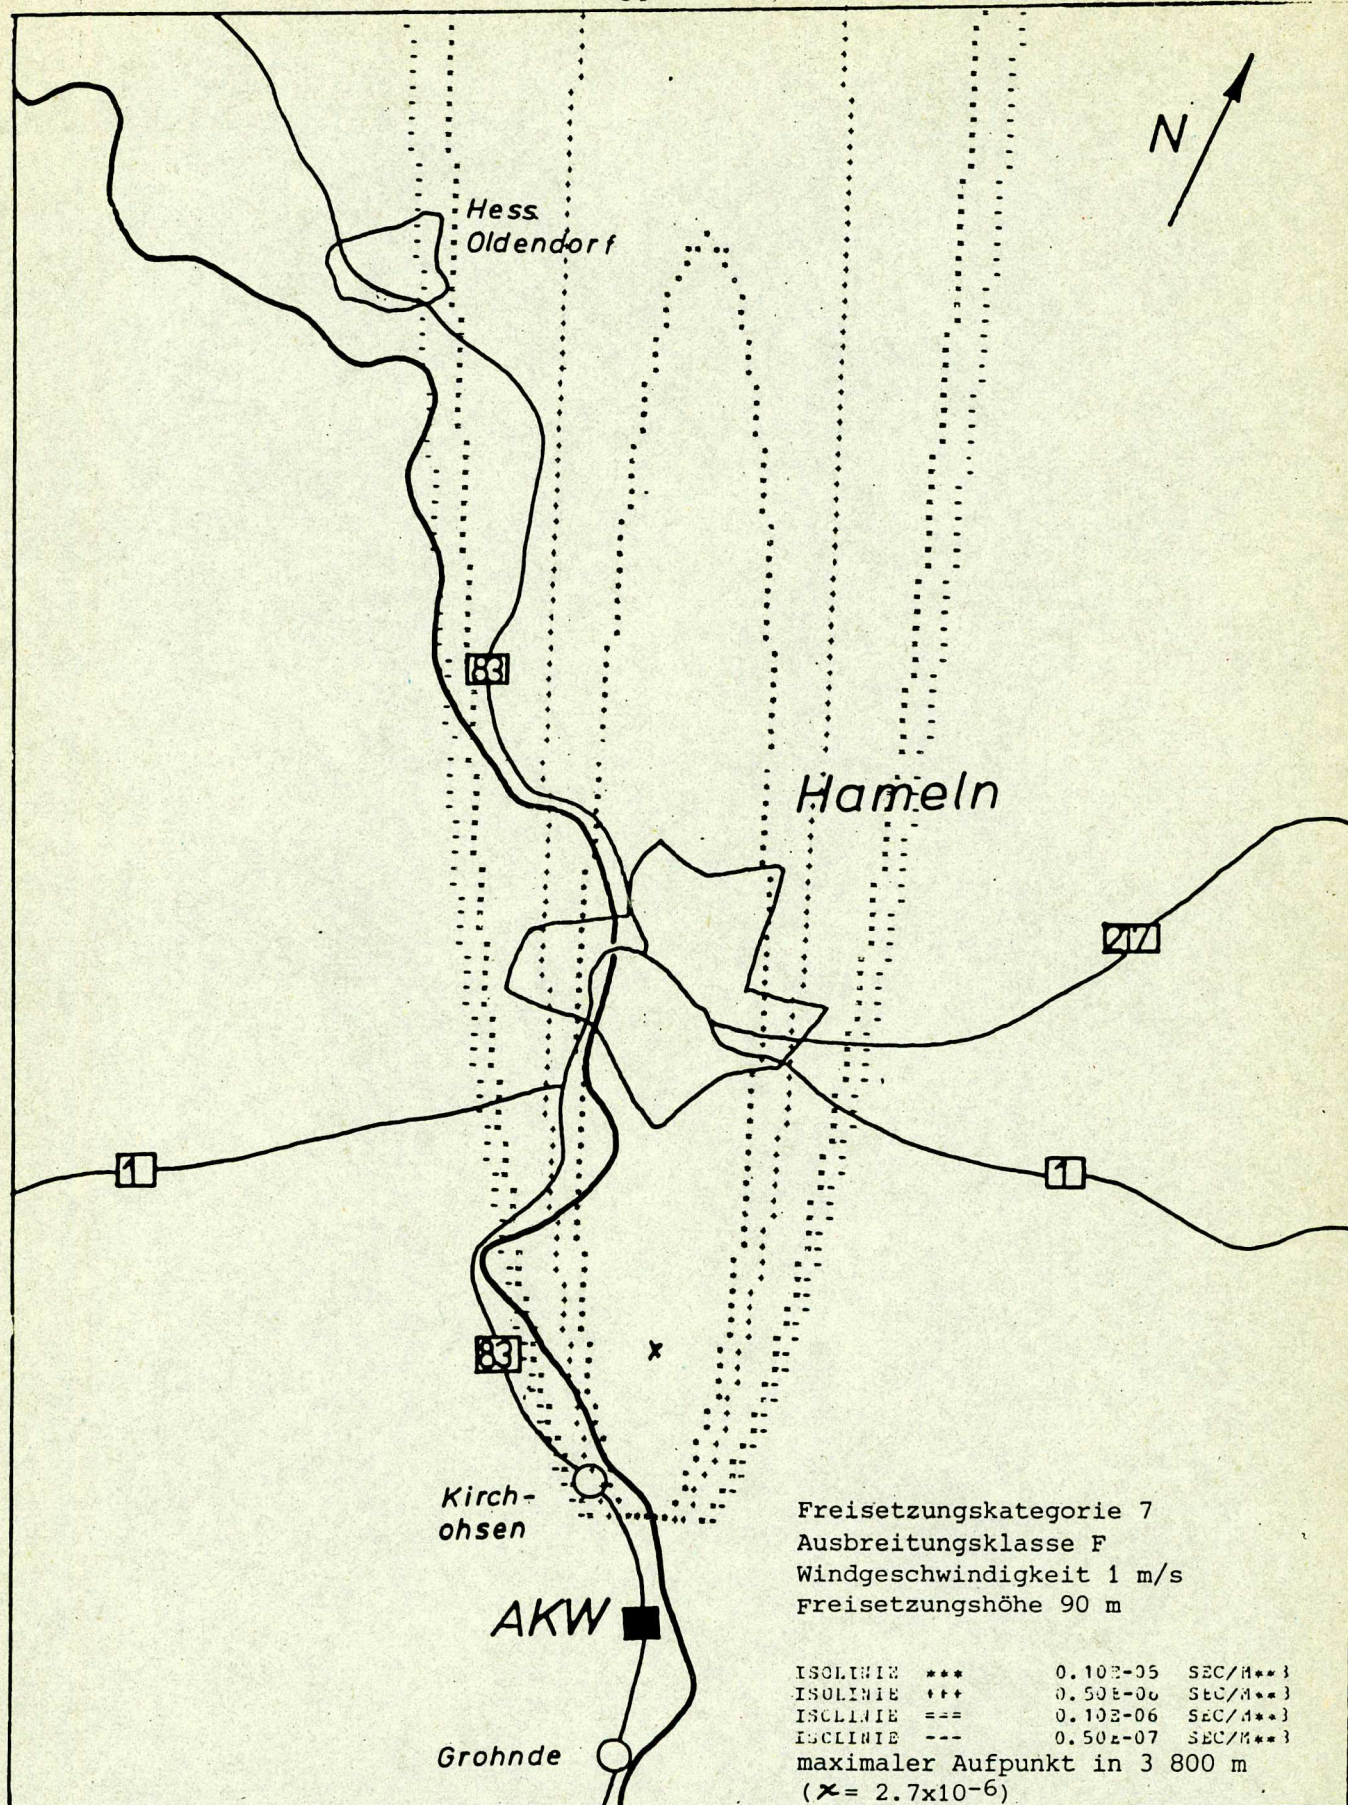 N
Hess.
Oldendorf
83
Hameln
217
1
1
83
Kirch-
ohsen
AKW
Grohnde
Freisetzungskategorie 7
Ausbreitungsklasse F
Windgeschwindigkeit 1 m/s
Freisetzungshöhe 90 m
ISOLINIE *** 0.10E-05 SEC/M**3
ISOLINIE +++ 0.50E-06 SEC/M**3
ISOLINIE === 0.10E-06 SEC/M**3
ISOLINIE --- 0.50E-07 SEC/M**3
maximaler Aufpunkt in 3 800 m
(ϰ= 2.7x10-6)